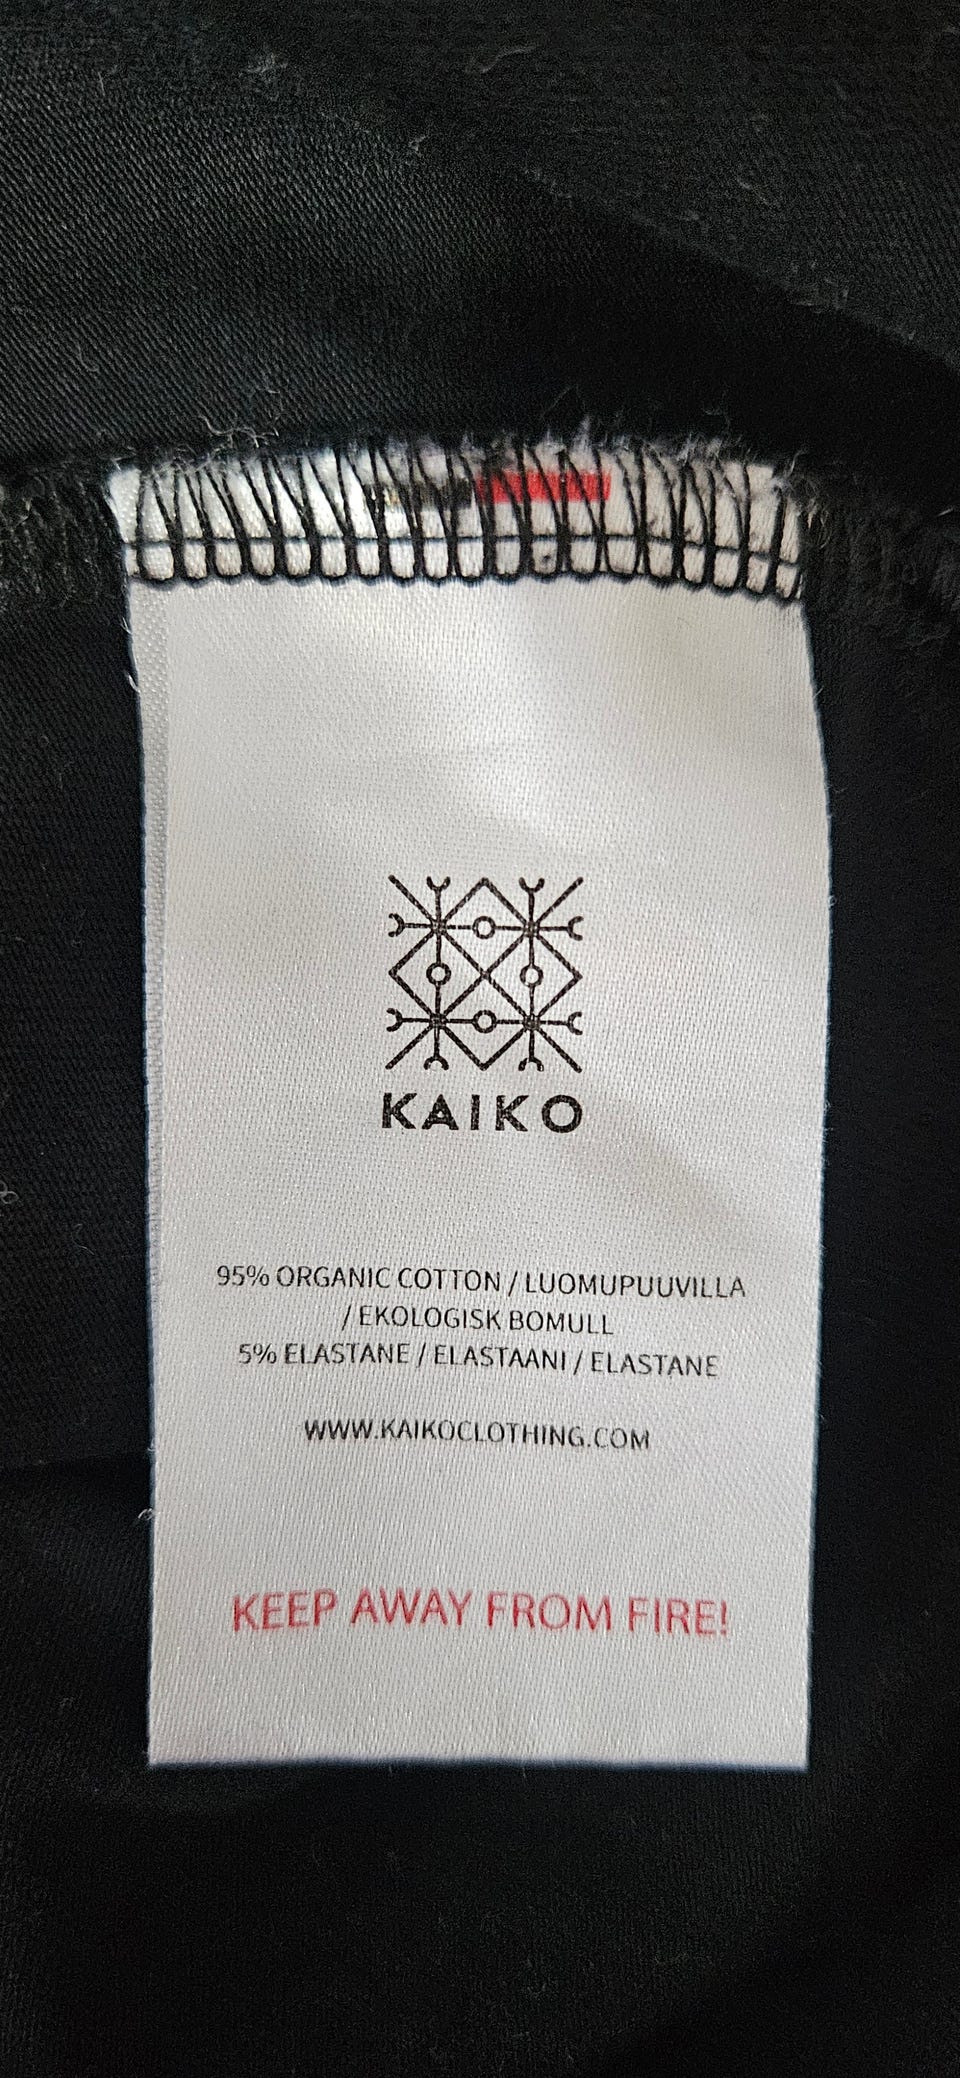 KAIKO
95% ORGANIC COTTON / LUOMUPUUVILLA
/ EKOLOGISK BOMULL
5% ELASTANE / ELASTAANI / ELASTANE
WWW.KAIKOCLOTHING.COM
KEEP AWAY FROM FIRE!